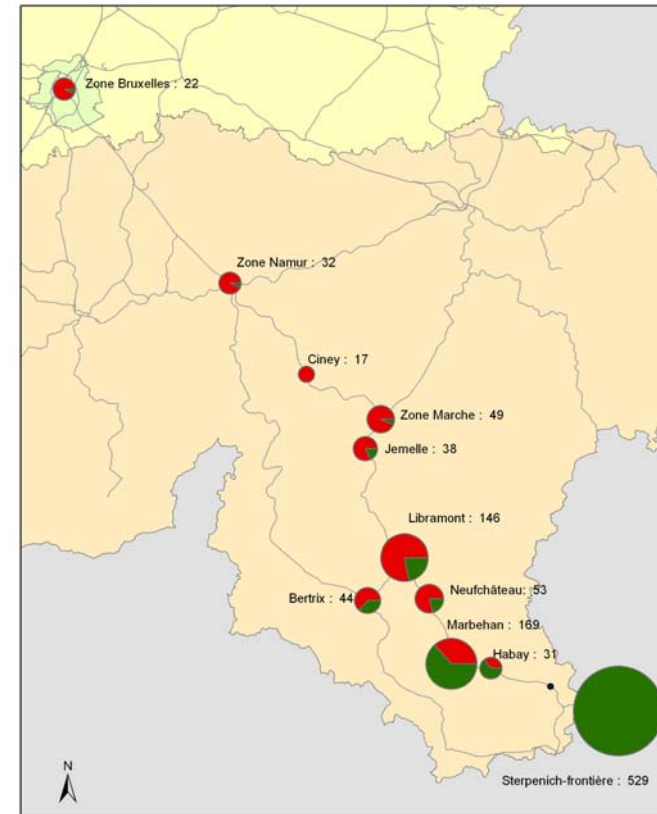 Zone Bruxelles : 22
Zone Namur : 32
Ciney : 17
Zone Marche : 49
Jemelle : 38
Libramont : 146
Neufchâteau: 53
Bertrix : 44
Marbehan : 169
Habay : 31
Sterpenich-frontière : 529
N